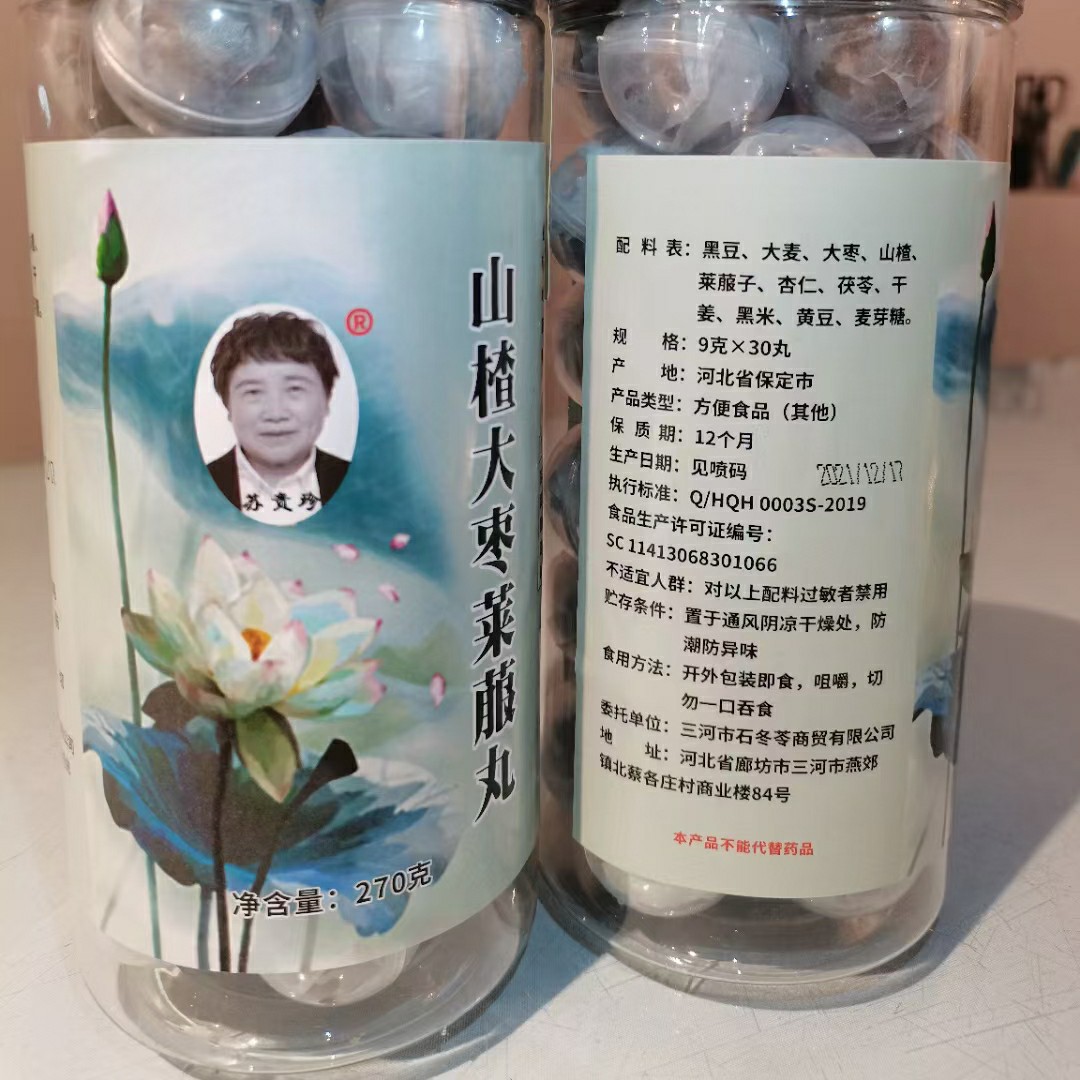 山楂大枣莱菔丸
®
苏贵珍
净含量：270克
配料表：黑豆、大麦、大枣、山楂、
莱菔子、杏仁、茯苓、干
姜、黑米、黄豆、麦芽糖。
规格：9克×30丸
产地：河北省保定市
产品类型：方便食品（其他）
保质期：12个月
生产日期：见喷码 2021/12/17
执行标准：Q/HQH 0003S-2019
食品生产许可证编号：
SC 11413068301066
不适宜人群：对以上配料过敏者禁用
贮存条件：置于通风阴凉干燥处，防
潮防异味
食用方法：开外包装即食，咀嚼，切
勿一口吞食
委托单位：三河市石冬苓商贸有限公司
地址：河北省廊坊市三河市燕郊
镇北蔡各庄村商业楼84号
本产品不能代替药品